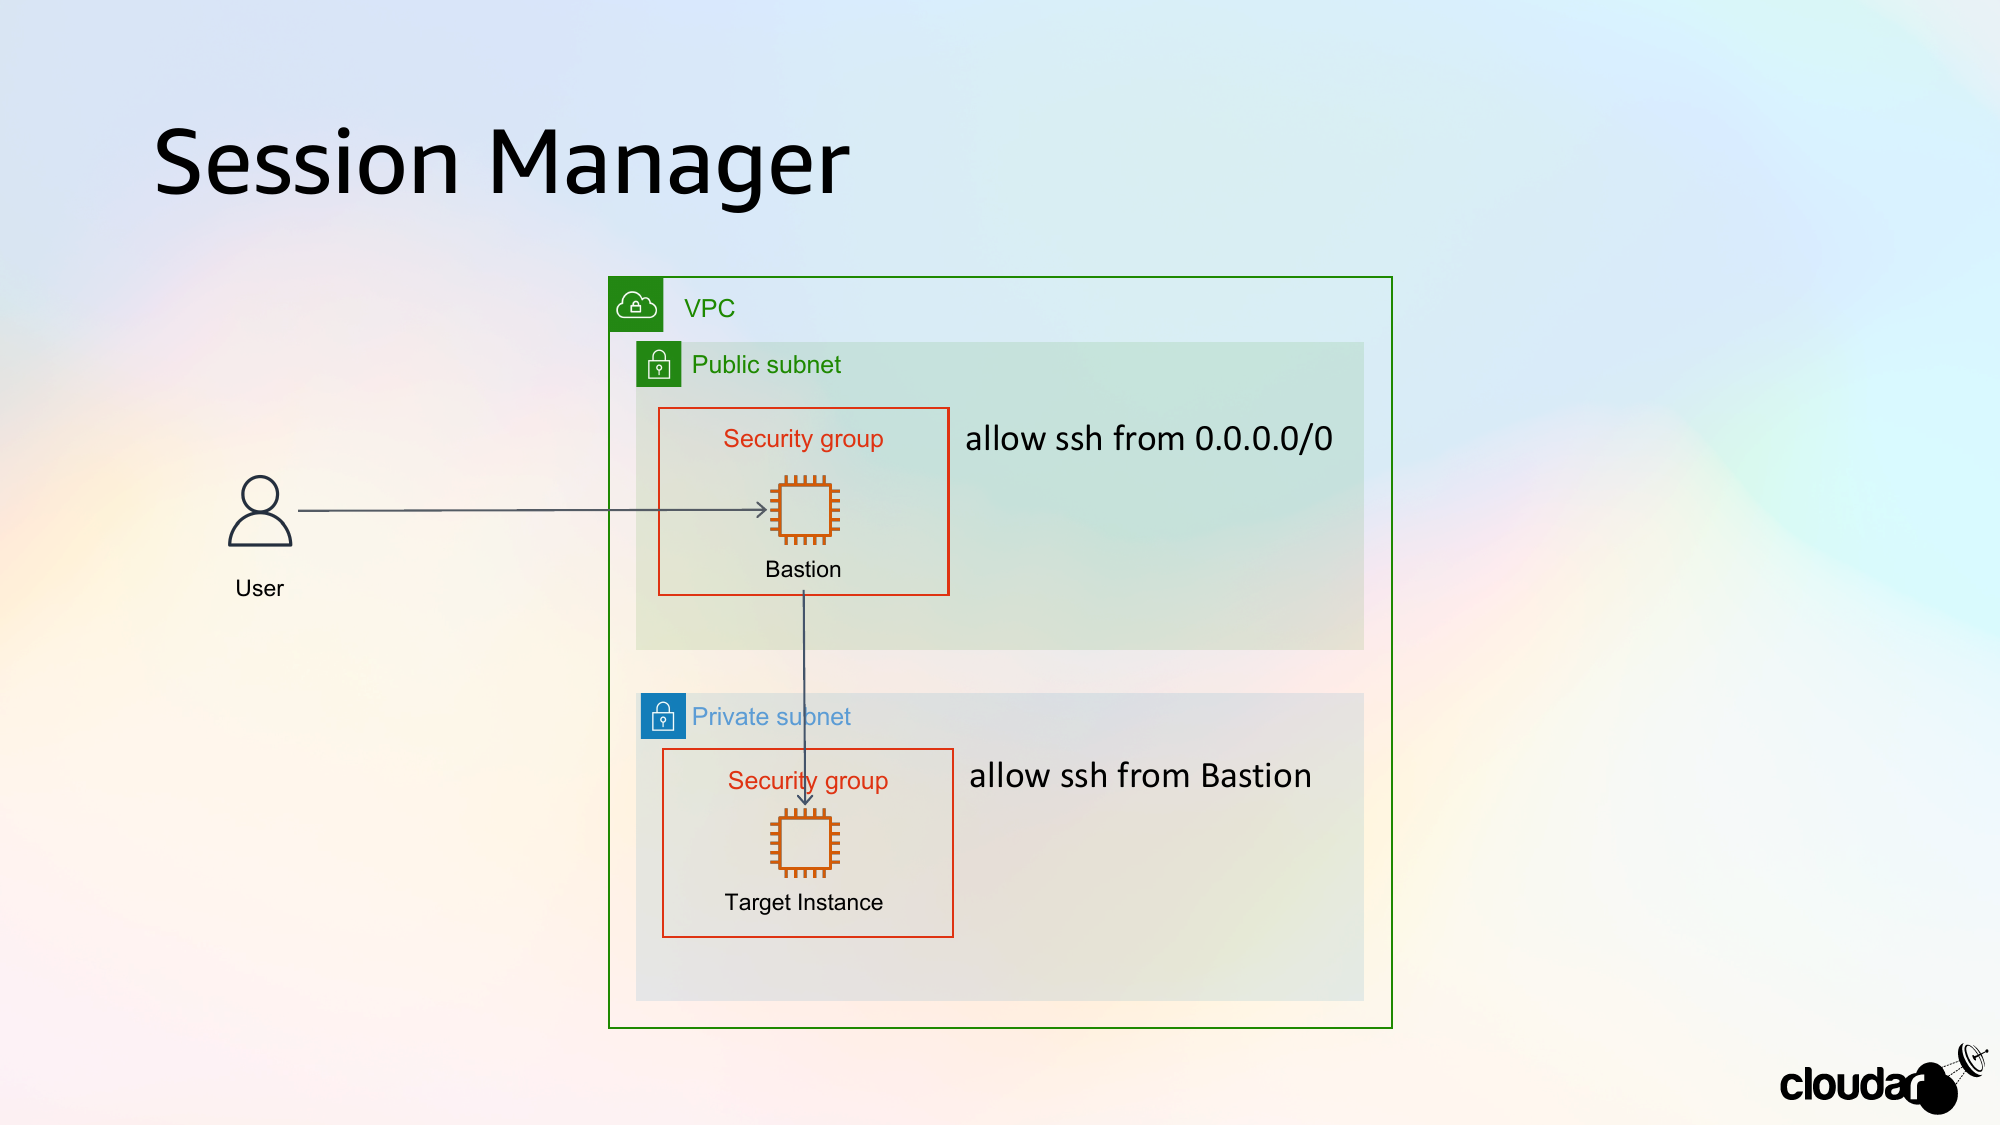 Session Manager
VPC
Public subnet
Security group
allow ssh from 0.0.0.0/0
Bastion
User
Private subnet
Security group
allow ssh from Bastion
Target Instance
cloudar